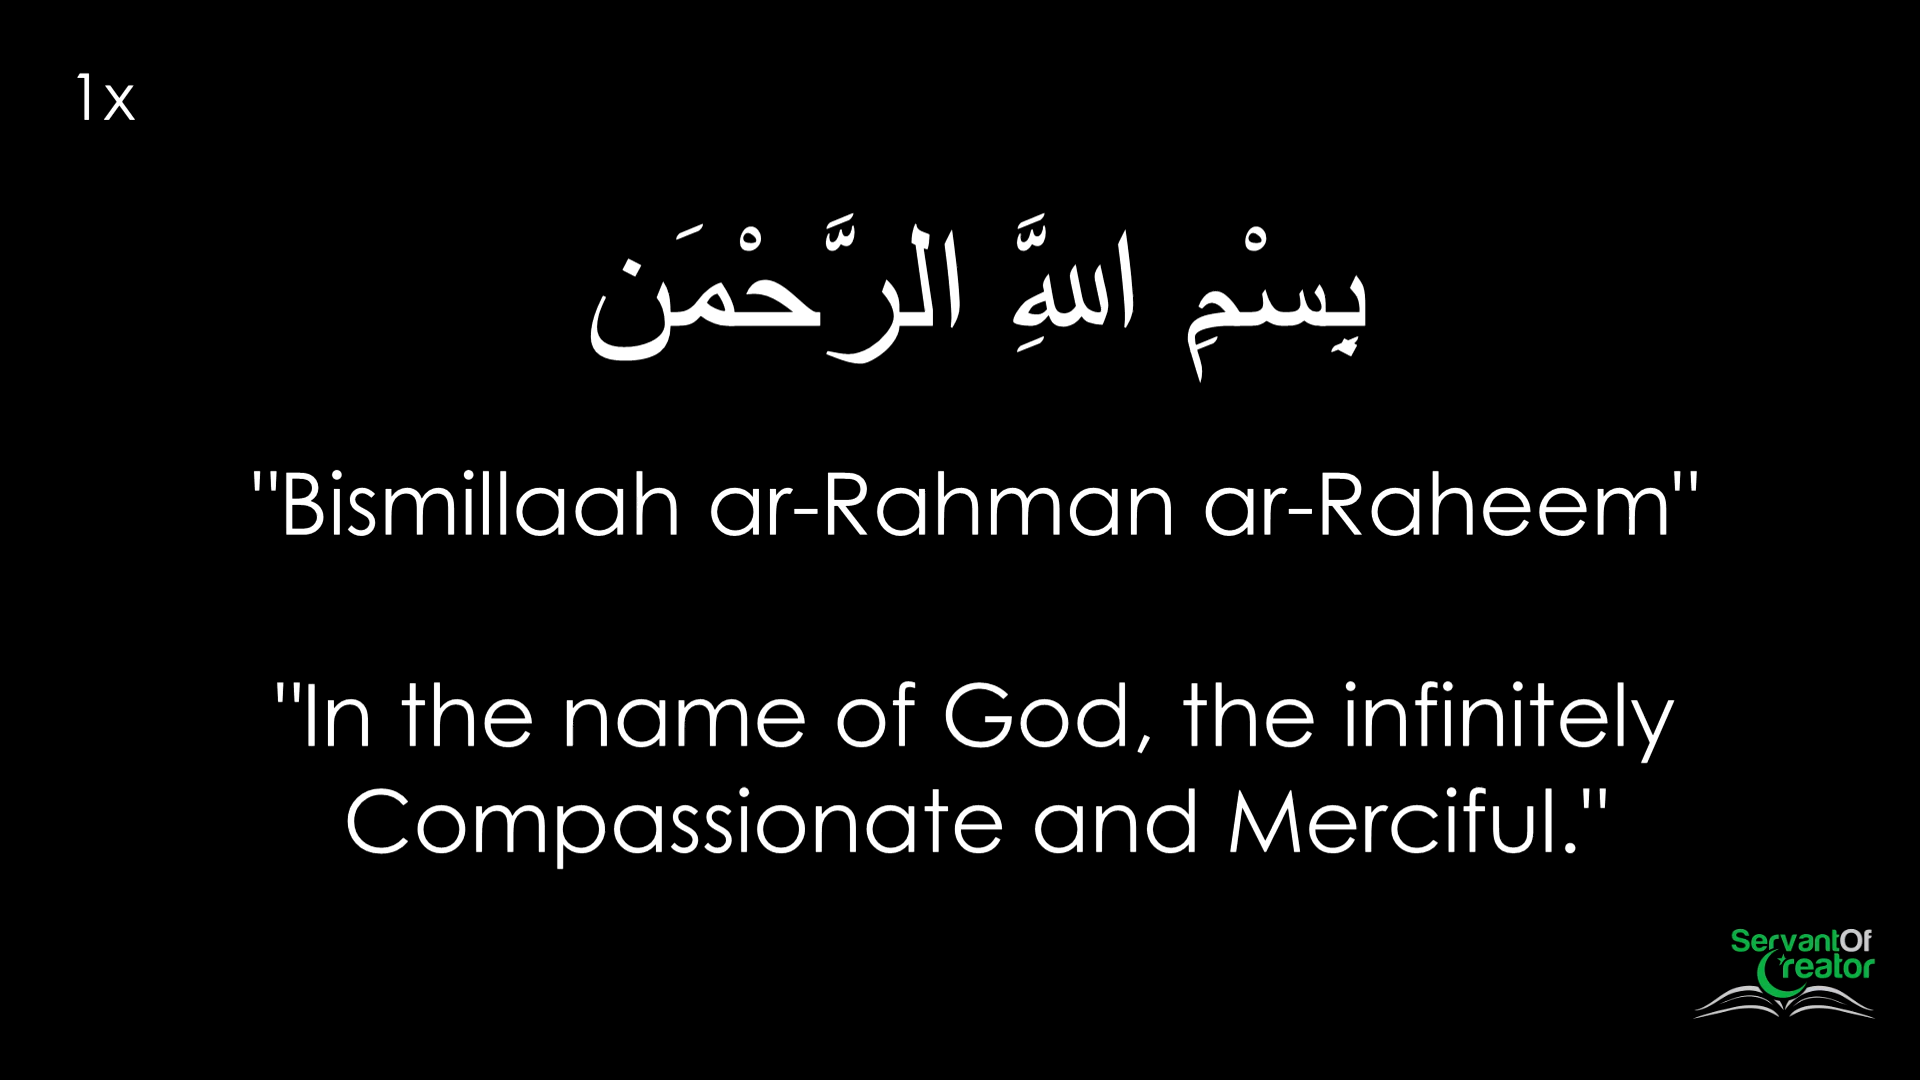 1x
بِسْمِ اللهَِّ الرَّحْمَن
"Bismillaah ar-Rahman ar-Raheem"
"In the name of God, the infinitely
Compassionate and Merciful."
ServantOf
Creator